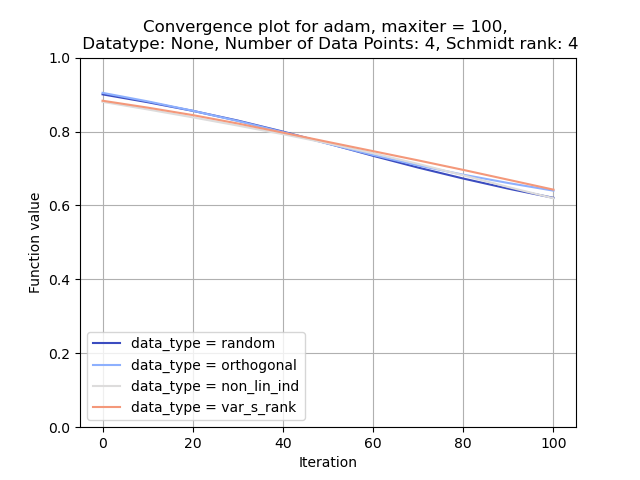 Convergence plot for adam, maxiter = 100,
Datatype: None, Number of Data Points: 4, Schmidt rank: 4
1.0
0.8
0.6
0.4
0.2
0.0
Function value
data_type = random
data_type = orthogonal
data_type = non_lin_ind
data_type = var_s_rank
0 20 40 60 80 100
Iteration